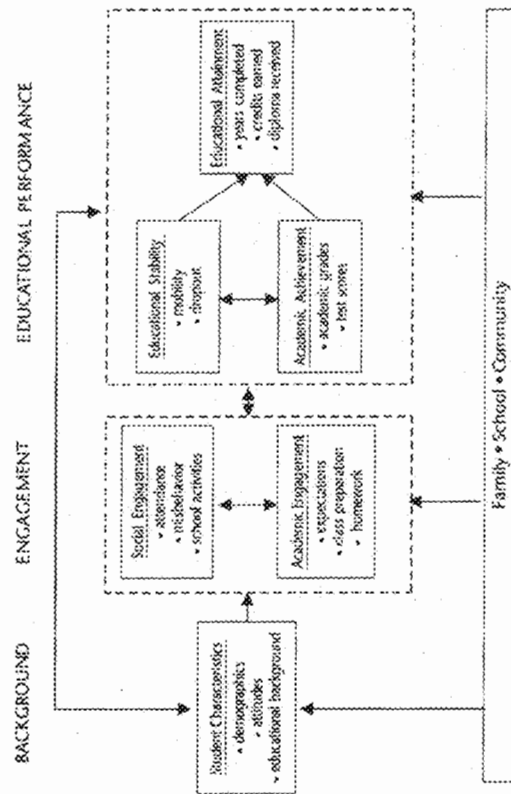 BACKGROUND
ENGAGEMENT
EDUCATIONAL PERFORMANCE
Student Characteristics
• demographics
• attitudes
• educational background
Social Engagement
• attendance
• misbehavior
• school activities
Academic Engagement
• expectations
• class preparation
• homework
Educational Stability
• mobility
• dropout
Academic Achievement
• academic grades
• test scores
Educational Attainment
• years completed
• credits earned
• diploma received
Family • School • Community